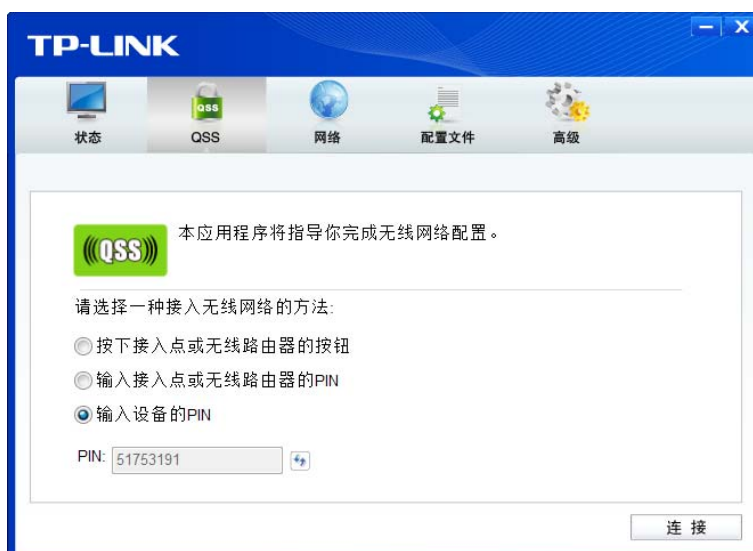 TP-LINK
状态 QSS 网络 配置文件 高级
QSS
本应用程序将指导你完成无线网络配置。
请选择一种接入无线网络的方法:
按下接入点或无线路由器的按钮
输入接入点或无线路由器的PIN
输入设备的PIN
PIN: 51753191
连接